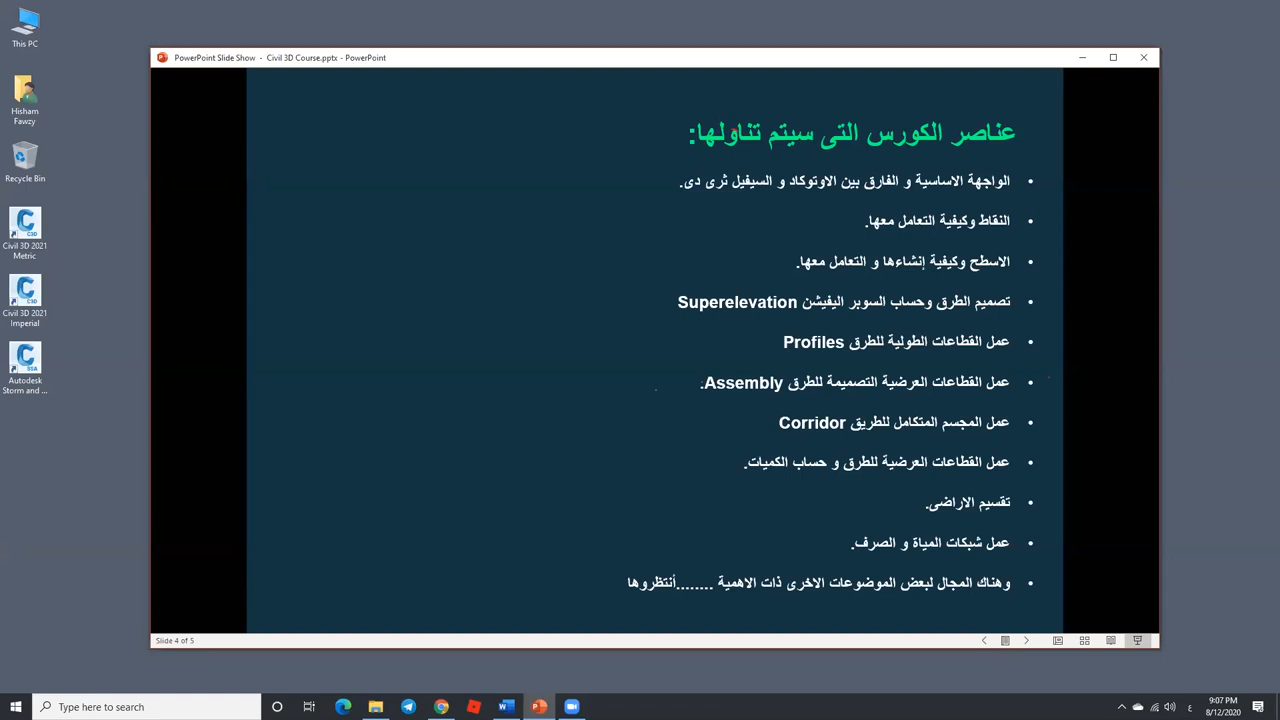 This PC
Hisham
Fawzy
Recycle Bin
Civil 3D 2021
Metric
Civil 3D 2021
Imperial
Autodesk
Storm and ...
PowerPoint Slide Show - Civil 3D Course.pptx - PowerPoint
عناصر الكورس التى سيتم تناولها:
• الواجهة الاساسية و الفارق بين الاوتوكاد و السيفيل ثرى دى.
• النقاط وكيفية التعامل معها.
• الاسطح وكيفية إنشاءها و التعامل معها.
• تصميم الطرق وحساب السوبر اليفيشن Superelevation
• عمل القطاعات الطولية للطرق Profiles
• عمل القطاعات العرضية التصميمة للطرق Assembly.
• عمل المجسم المتكامل للطريق Corridor
• عمل القطاعات العرضية للطرق و حساب الكميات.
• تقسيم الاراضى.
• عمل شبكات المياة و الصرف.
• وهناك المجال لبعض الموضوعات الاخرى ذات الاهمية ........أنتظروها
Slide 4 of 5
Type here to search
ع
9:07 PM
8/12/2020